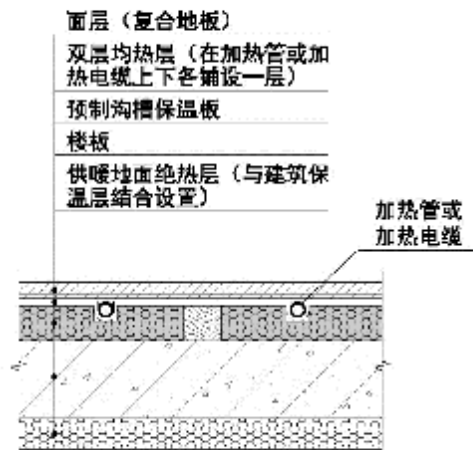 面层（复合地板）
双层均热层（在加热管或加
热电缆上下各铺设一层）
预制沟槽保温板
楼板
供暖地面绝热层（与建筑保
温层结合设置）
加热管或
加热电缆